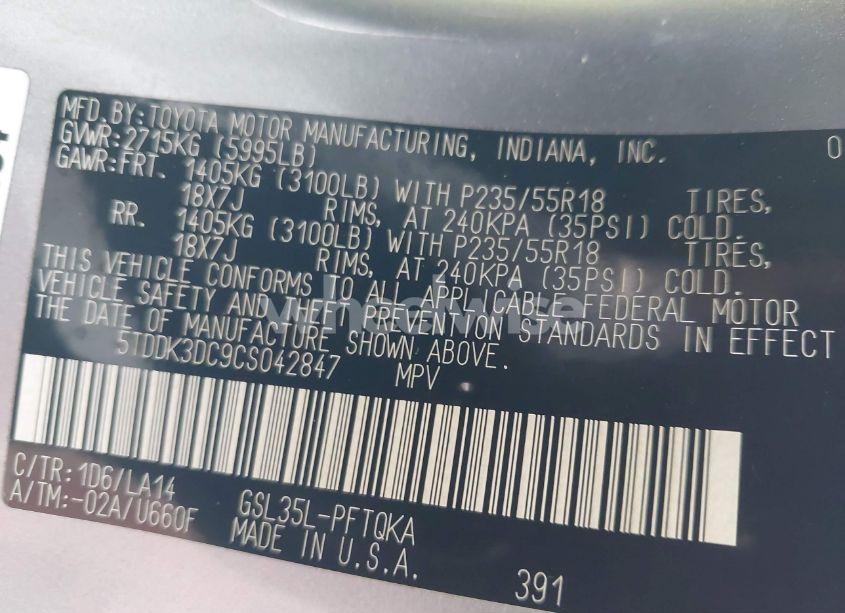 MFD. BY: TOYOTA MOTOR MANUFACTURING, INDIANA, INC. 0
GVWR: 2715KG (5995LB)
GAWR: FRT. 1405KG (3100LB) WITH P235/55R18 TIRES,
18X7J RIMS, AT 240KPA (35PSI) COLD.
RR. 1405KG (3100LB) WITH P235/55R18 TIRES,
18X7J RIMS, AT 240KPA (35PSI) COLD.
THIS VEHICLE CONFORMS TO ALL APPLICABLE FEDERAL MOTOR
VEHICLE SAFETY AND THEFT PREVENTION STANDARDS IN EFFECT
THE DATE OF MANUFACTURE SHOWN ABOVE.
5TDDK3DC9CS042847 MPV
C/TR: 1D6/LA14
A/TM: -02A/U660F GSL35L-PFTQKA
MADE IN U.S.A.
391
wheelwise